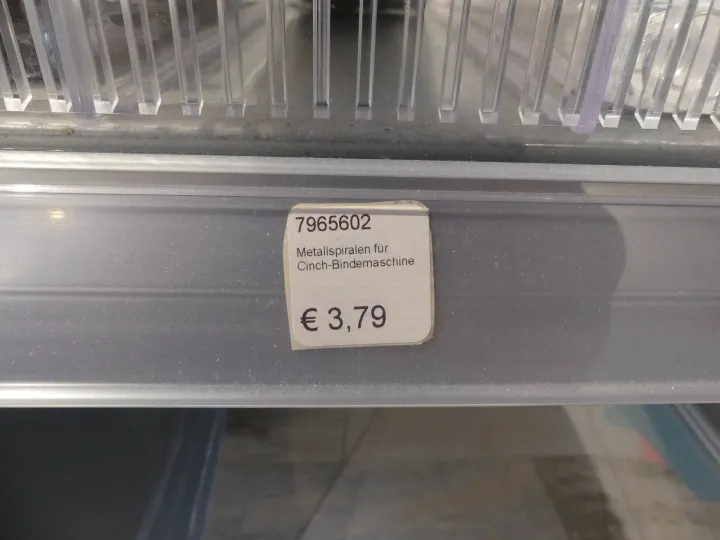 7965602
Metallspiralen für
Cinch-Bindemaschine
€ 3,79